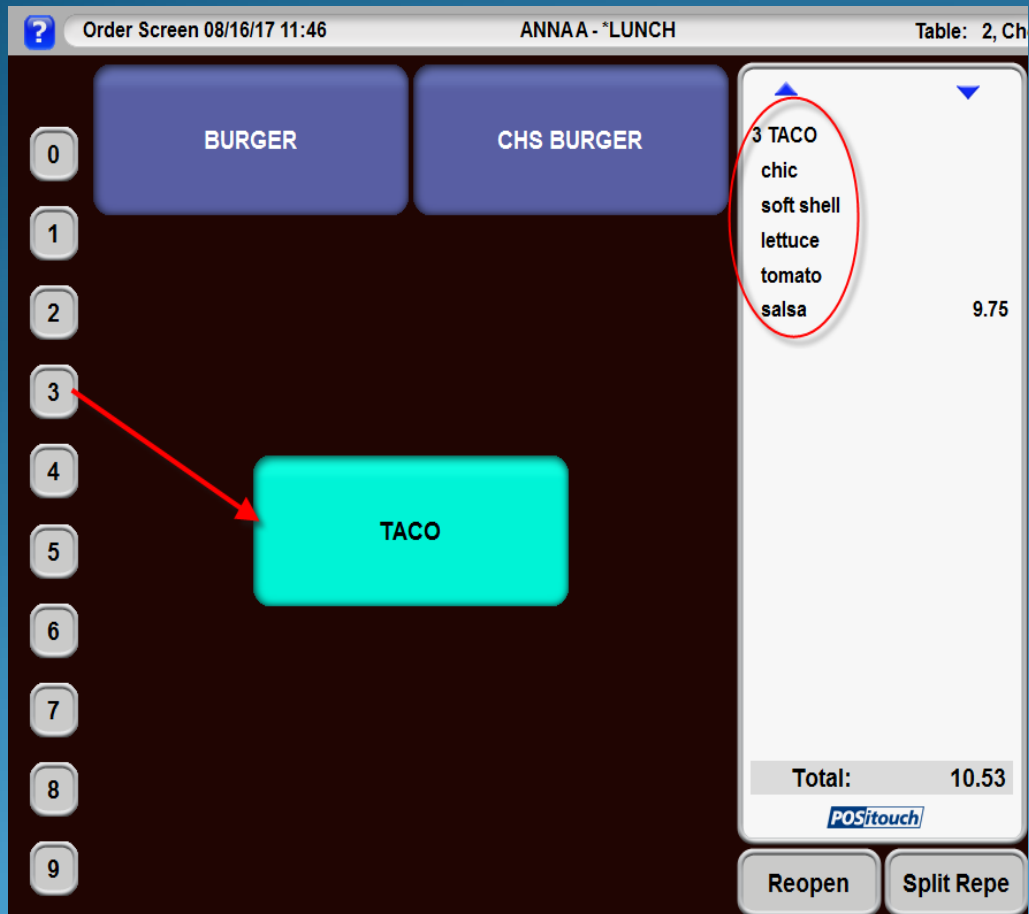 ? Order Screen 08/16/17 11:46 ANNA A - *LUNCH Table: 2, Ch
BURGER
CHS BURGER
0
1
2
3
4
5
6
7
8
9
TACO
3 TACO
chic
soft shell
lettuce
tomato
salsa 9.75
Total: 10.53
POSitouch
Reopen
Split Repe